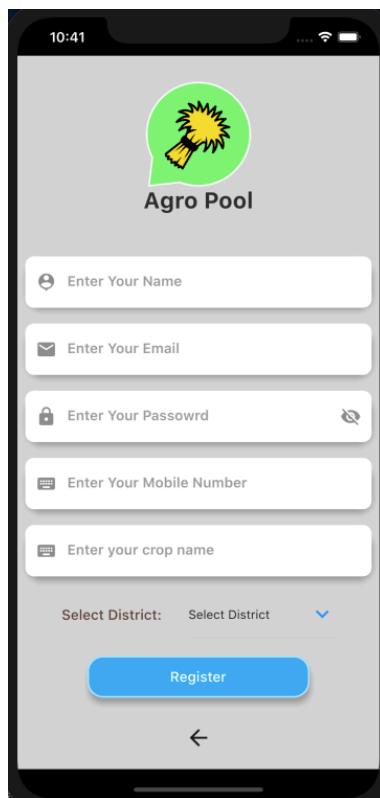 10:41
Agro Pool
Enter Your Name
Enter Your Email
Enter Your Passowrd
Enter Your Mobile Number
Enter your crop name
Select District: Select District
Register